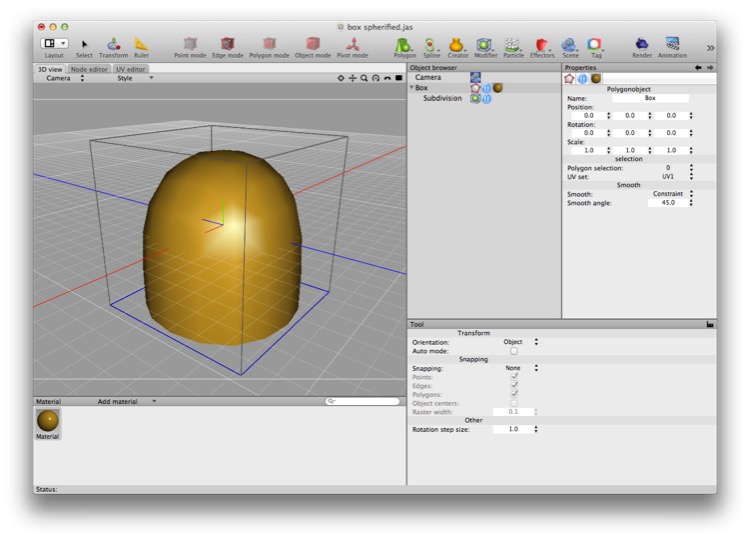 box spherified.jas
Layout Select Transform Ruler Point mode Edge mode Polygon mode Object mode Pivot mode Polygon Spline Creator Modifier Particle Effectors Scene Tag Render Animation
3D view Node editor UV editor
Camera Style
Object browser
Camera
Box
Subdivision
Properties
Polygonobject
Name: Box
Position:
0.0 0.0 0.0
Rotation:
0.0 0.0 0.0
Scale:
1.0 1.0 1.0
selection
Polygon selection: 0
UV set: UV1
Smooth
Smooth: Constraint
Smooth angle: 45.0
Tool
Transform
Orientation: Object
Auto mode:
Snapping
Snapping: None
Points:
Edges:
Polygons:
Object centers:
Raster width: 0.1
Other
Rotation step size: 1.0
Material Add material
Material
Status: